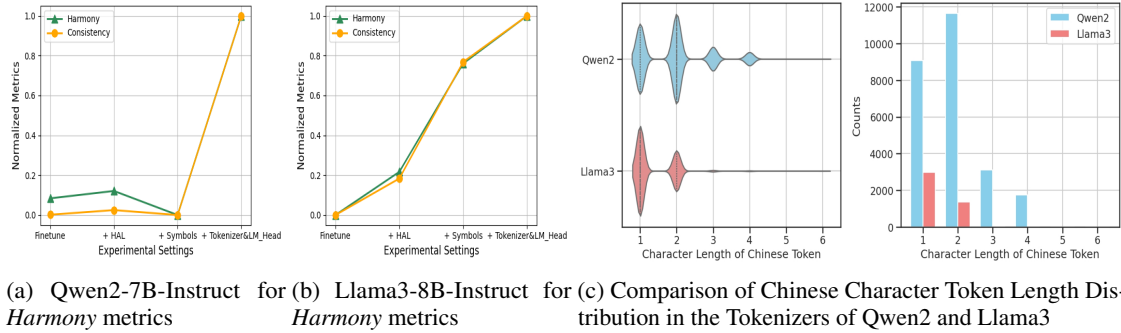 1.0
0.8
0.6
0.4
0.2
0.0
Normalized Metrics
Harmony
Consistency
Finetune
+ HAL
+ Symbols
+ Tokenizer&LM_Head
Experimental Settings
1.0
0.8
0.6
0.4
0.2
0.0
Normalized Metrics
Harmony
Consistency
Finetune
+ HAL
+ Symbols
+ Tokenizer&LM_Head
Experimental Settings
Qwen2
Llama3
1 2 3 4 5 6
Character Length of Chinese Token
12000
10000
8000
6000
4000
2000
0
Counts
Qwen2
Llama3
1 2 3 4 5 6
Character Length of Chinese Token
(a) Qwen2-7B-Instruct for
Harmony metrics
(b) Llama3-8B-Instruct for
Harmony metrics
(c) Comparison of Chinese Character Token Length Dis-
tribution in the Tokenizers of Qwen2 and Llama3